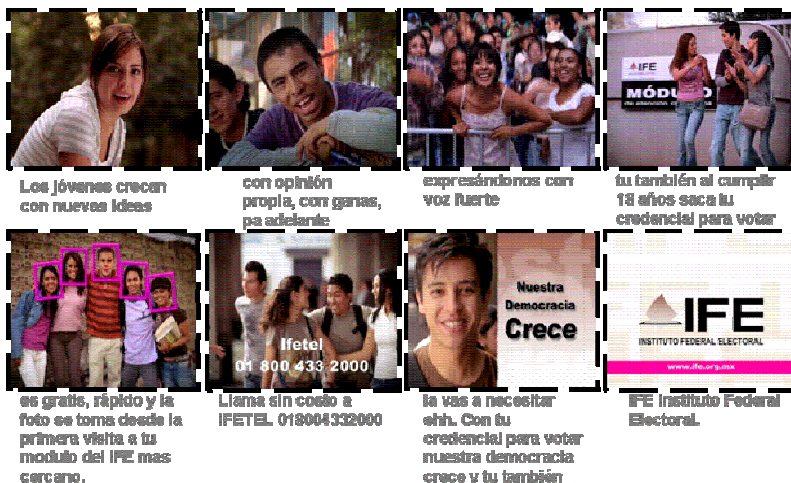 IFE
MÓDULO
de atención ciudadana
Los jóvenes crecen
con nuevas ideas
con opinión
propia, con ganas,
pa adelante
expresándonos con
voz fuerte
tu también al cumplir
18 años saca tu
credencial para votar
Ifetel
01 800 433 2000
Nuestra
Democracia
Crece
IFE
INSTITUTO FEDERAL ELECTORAL
www.ife.org.mx
es gratis, rápido y la
foto se toma desde la
primera visita a tu
modulo del IFE mas
cercano.
Llama sin costo a
IFETEL 018004332000
la vas a necesitar
ehh. Con tu
credencial para votar
nuestra democracia
crece y tu también
IFE Instituto Federal
Electoral.